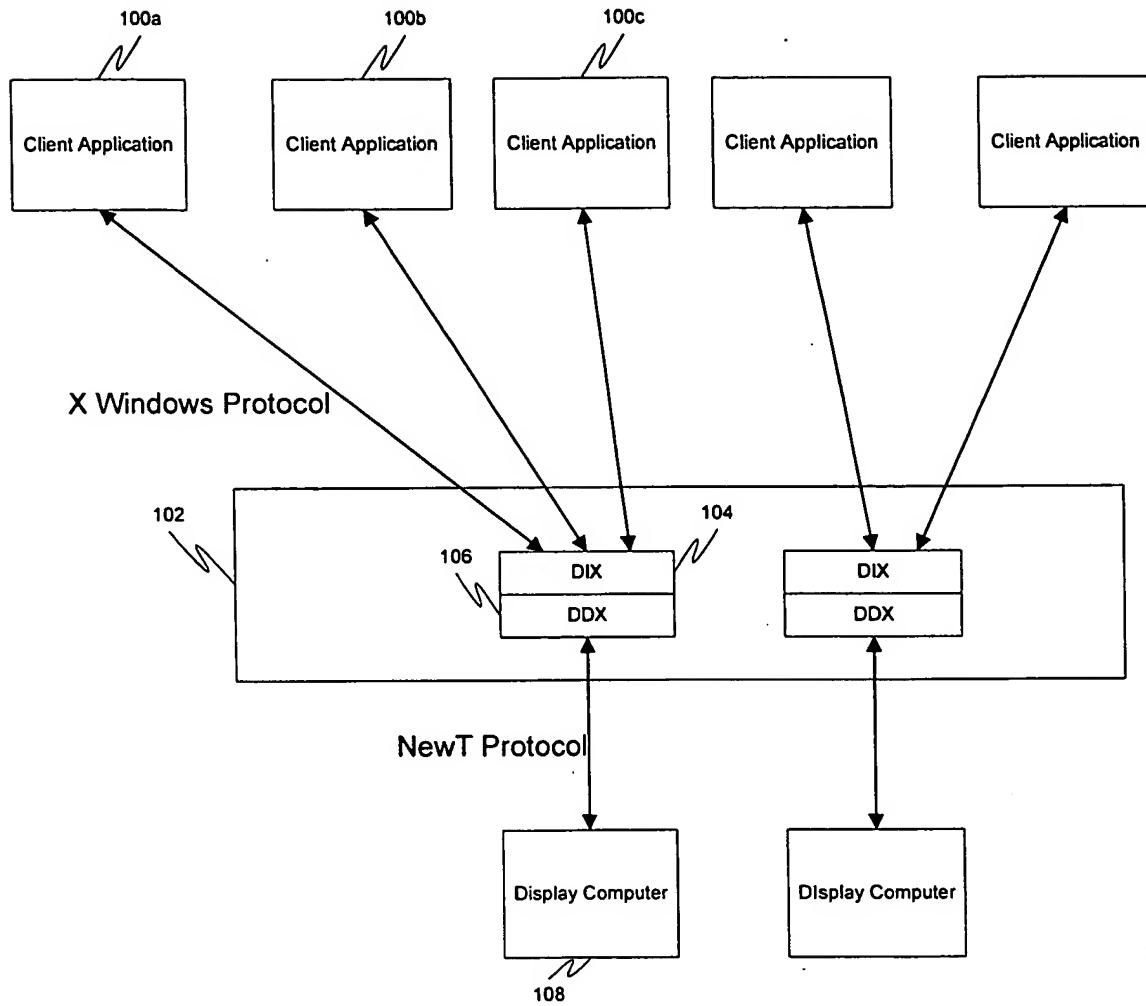 100a
100b
100c
Client Application
Client Application
Client Application
Client Application
Client Application
X Windows Protocol
102
104
106
DIX
DIX
DDX
DDX
NewT Protocol
Display Computer
DIsplay Computer
108